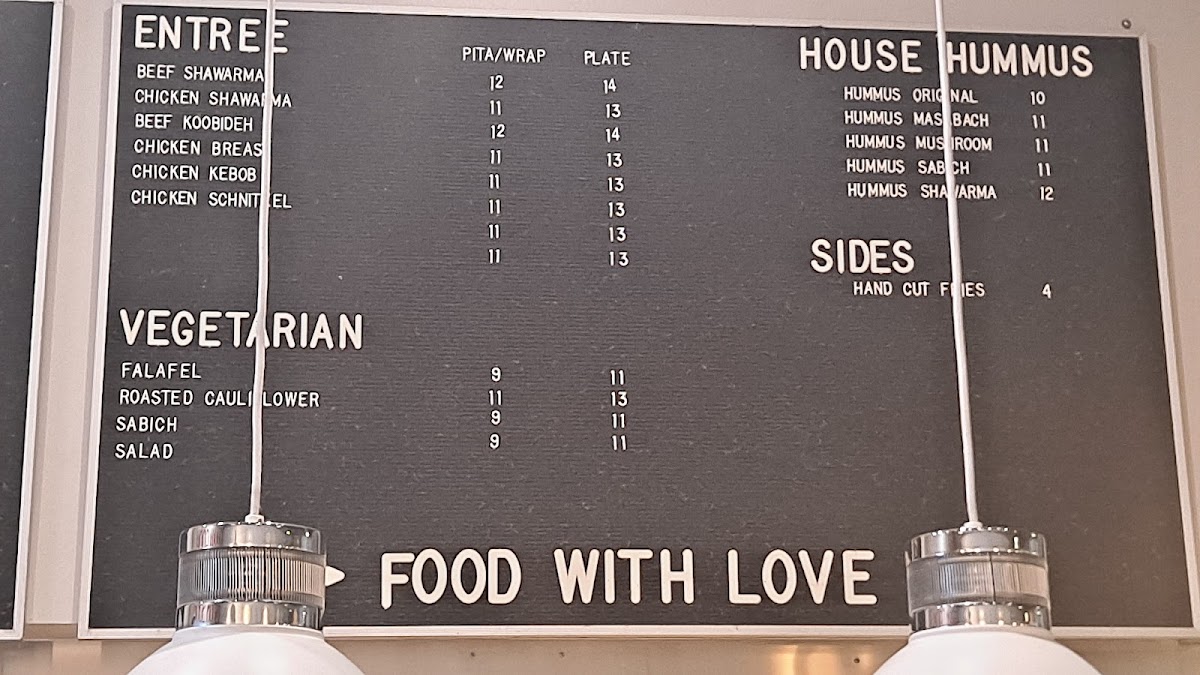 ENTREE PITA/WRAP PLATE
BEEF SHAWARMA 12 14
CHICKEN SHAWARMA 11 13
BEEF KOOBIDEH 12 14
CHICKEN BREAST 11 13
CHICKEN KEBOB 11 13
CHICKEN SCHNITZEL 11 13
11 13
11 13
VEGETARIAN
FALAFEL 9 11
ROASTED CAULIFLOWER 11 13
SABICH 9 11
SALAD 9 11
HOUSE HUMMUS
HUMMUS ORIGINAL 10
HUMMUS MASABACH 11
HUMMUS MUSHROOM 11
HUMMUS SABICH 11
HUMMUS SHAWARMA 12
SIDES
HAND CUT FRIES 4
FOOD WITH LOVE